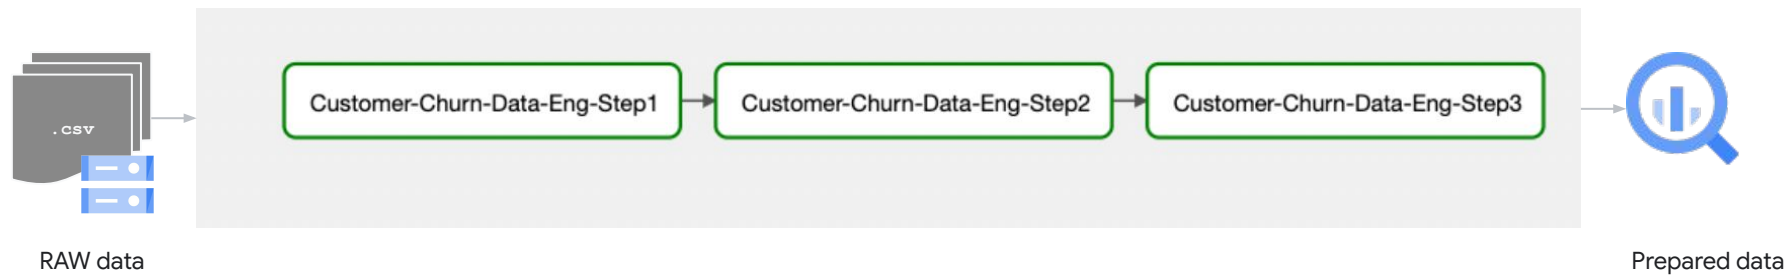 .csv
Customer-Churn-Data-Eng-Step1
Customer-Churn-Data-Eng-Step2
Customer-Churn-Data-Eng-Step3
RAW data
Prepared data